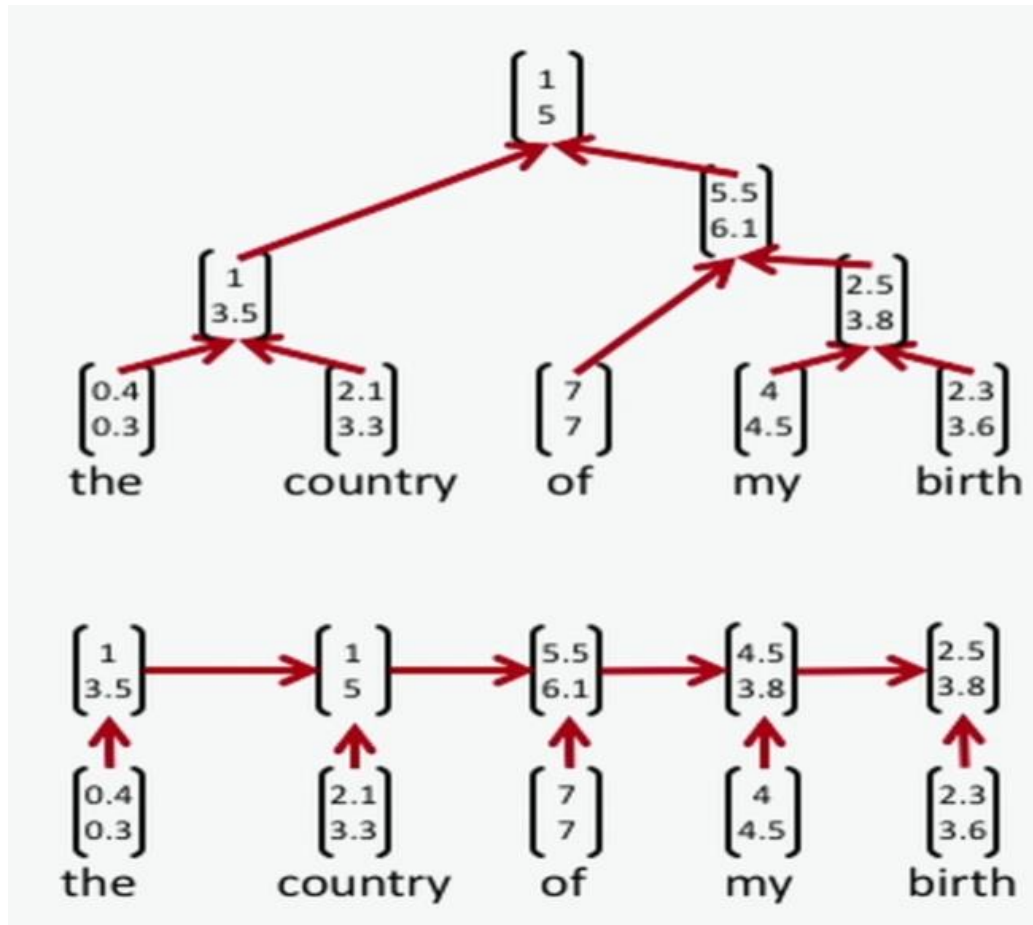 1
5
5.5
6.1
1
3.5
2.5
3.8
0.4 2.1 7 4 2.3
0.3 3.3 7 4.5 3.6
the country of my birth
1 1 5.5 4.5 2.5
3.5 5 6.1 3.8 3.8
0.4 2.1 7 4 2.3
0.3 3.3 7 4.5 3.6
the country of my birth